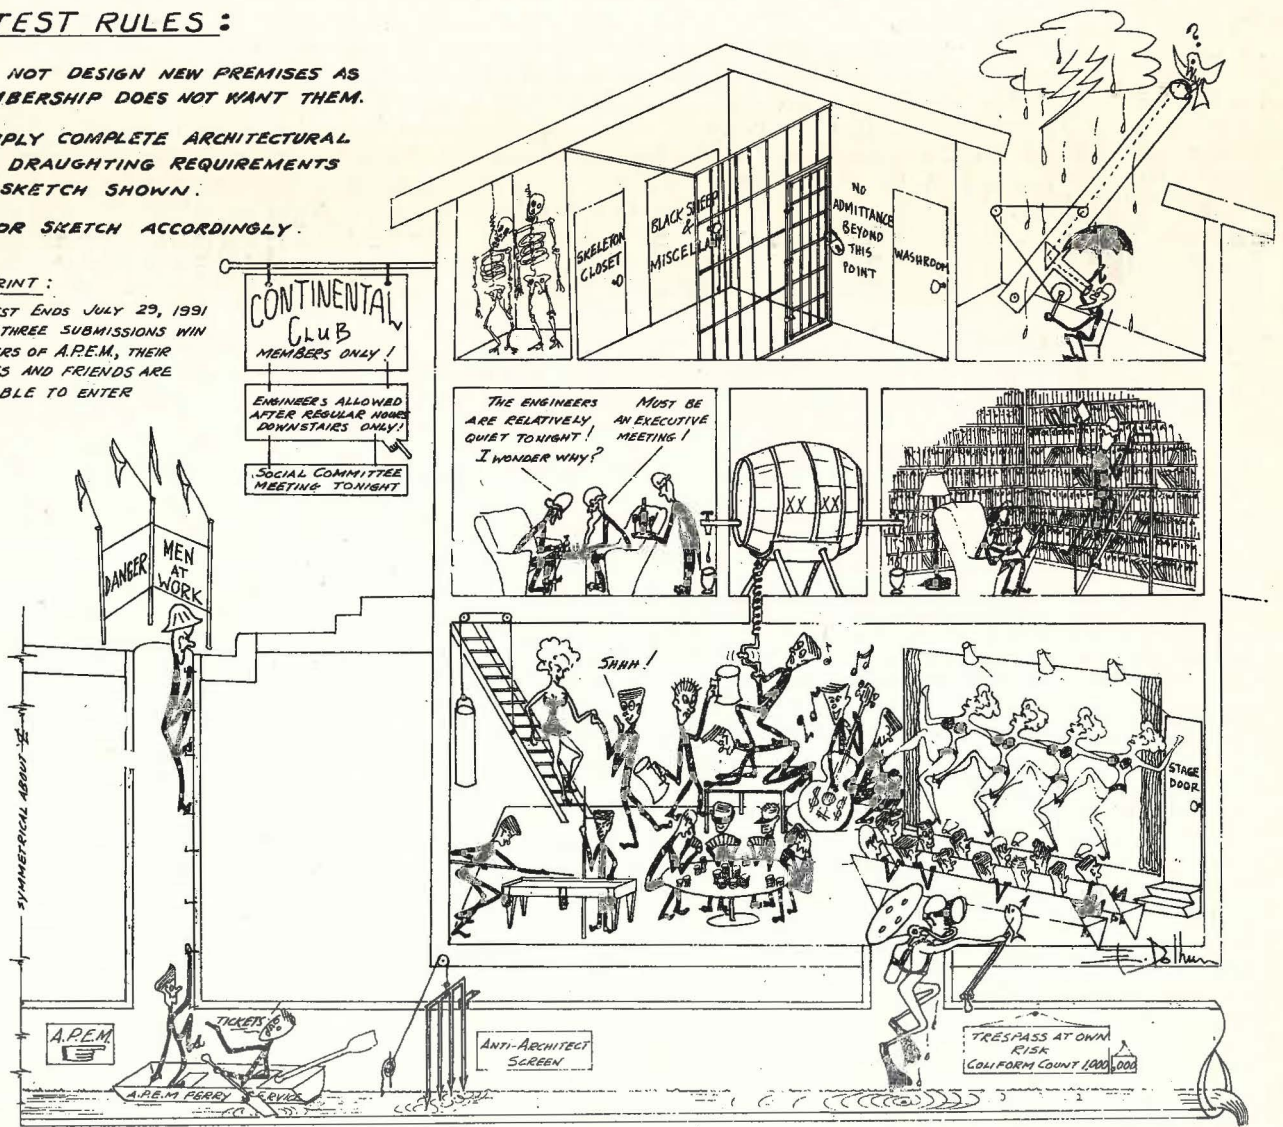 TEST RULES :
NOT DESIGN NEW PREMISES AS
BERSHIP DOES NOT WANT THEM.
PLY COMPLETE ARCHITECTURAL
DRAUGHTING REQUIREMENTS
SKETCH SHOWN.
OR SKETCH ACCORDINGLY.
RINT :
ST ENDS JULY 29, 1991
THREE SUBMISSIONS WIN
ERS OF A.P.E.M., THEIR
S AND FRIENDS ARE
BLE TO ENTER
CONTINENTAL
CLUB
MEMBERS ONLY !
ENGINEERS ALLOWED
AFTER REGULAR HOURS
DOWNSTAIRS ONLY!
SOCIAL COMMITTEE
MEETING TONIGHT
SKELETON
CLOSET
BLACK SHEEP
&
MISCELLAN
NO
ADMITTANCE
BEYOND
THIS
POINT
WASHROOM
?
?
THE ENGINEERS
ARE RELATIVELY
QUIET TONIGHT !
I WONDER WHY?
MUST BE
AN EXECUTIVE
MEETING !
XX XX
DANGER
MEN
AT
WORK
SHHH !
$ $
STAGE
DOOR
E. Dolhun
SYMMETRICAL ABOUT
A.P.E.M.
TICKETS
A.P.E.M FERRY SERVICE
ANTI-ARCHITECT
SCREEN
TRESPASS AT OWN
RISK
COLIFORM COUNT 1,000,000